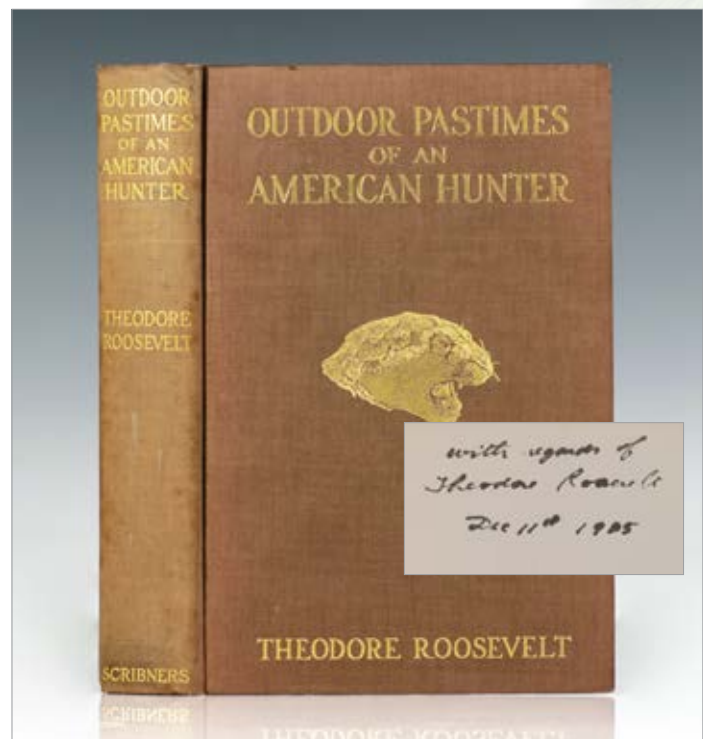 OUTDOOR
PASTIMES
OF AN
AMERICAN
HUNTER
THEODORE
ROOSEVELT
SCRIBNERS
OUTDOOR PASTIMES
OF AN
AMERICAN HUNTER
THEODORE ROOSEVELT
with regards of
Theodore Roosevelt
Dec 11th 1905